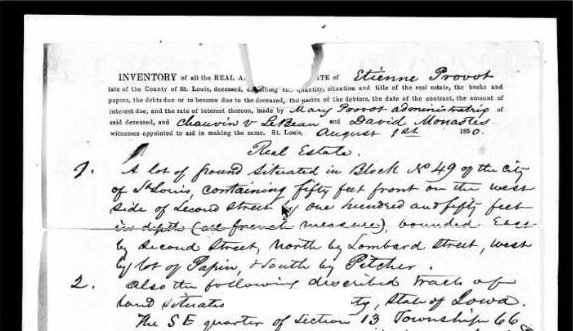 INVENTORY of all the REAL A TE of Etienne Provot
late of the County of St. Louis, deceased, describing the quantity, situation and title of the real estate, the books and
papers, the debts due or to become due to the deceased, the names of the debtors, the date of the contract, the amount of
interest due, and the rate of interest thereon, made by Mary Provot administratrix of
said deceased, and Chauvin V LeBeau and David Monastes
witnesses appointed to aid in making the same. St. Louis, August 1st 1850.
Real Estate.
1. A lot of ground situated in Block No 49 of the city
of St Louis, containing fifty feet front on the west
side of Second Street by one hundred and fifty feet
in depth (all french measure), bounded East
by Second Street, North by Lombard Street, west
by lot of Papin, & South by Pitcher.
2. Also the following described tracts of
land situate ty, State of Iowa.
The SE quarter of Section 13 Township 66